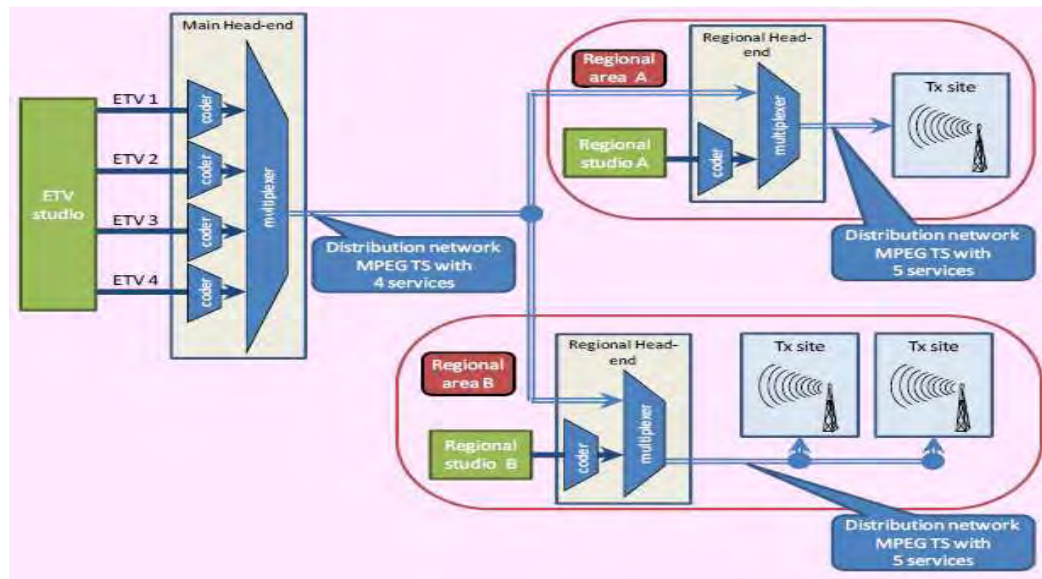 Main Head-end
ETV
studio
ETV 1
ETV 2
ETV 3
ETV 4
coder
coder
coder
coder
multiplexer
Distribution network
MPEG TS with
4 services
Regional
area A
Regional Head-
end
Regional
studio A
coder
multiplexer
Tx site
Distribution network
MPEG TS with
5 services
Regional
area B
Regional Head-
end
Regional
studio B
coder
multiplexer
Tx site
Tx site
Distribution network
MPEG TS with
5 services